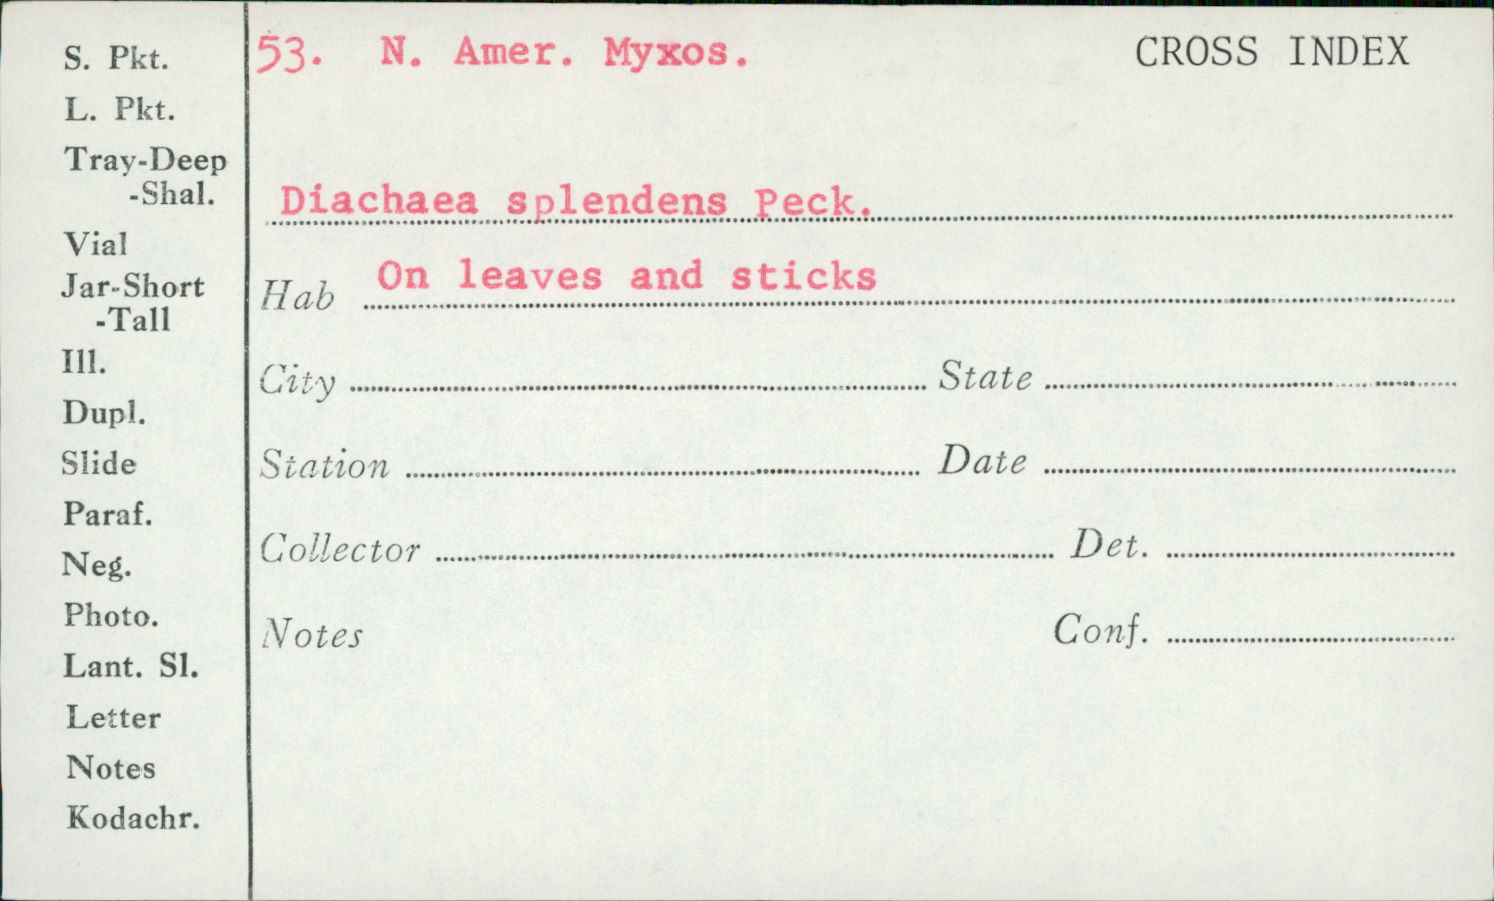 S. Pkt.
L. Pkt.
Tray-Deep
-Shal.
Vial
Jar-Short
-Tall
Ill.
Dupl.
Slide
Paraf.
Neg.
Photo.
Lant. Sl.
Letter
Notes
Kodachr.
53. N. Amer. Myxos. CROSS INDEX
Diachaea splendens Peck.
Hab On leaves and sticks
City State
Station Date
Collector Det.
Notes Conf.